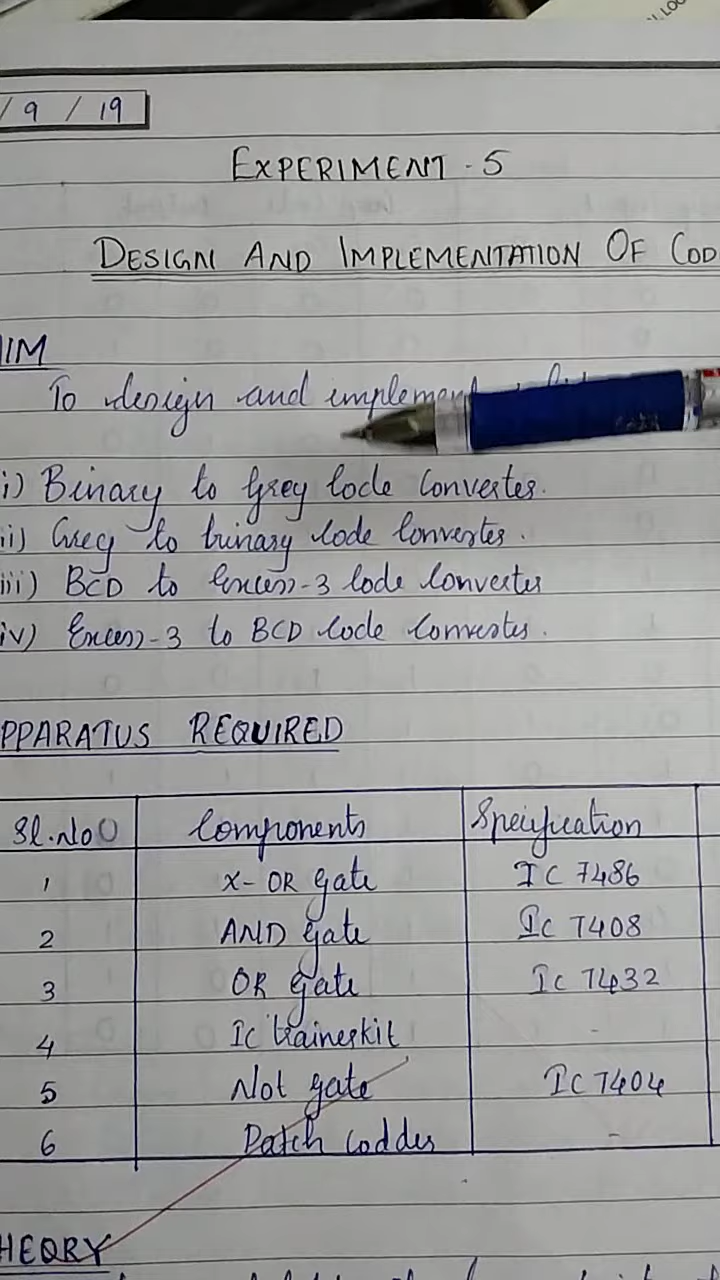 / 9 / 19
EXPERIMENT - 5
DESIGN AND IMPLEMENTATION OF COD
IM
To design and implement
i) Binary to Grey Code Converter.
ii) Grey to binary Code Converter.
iii) BCD to Excess-3 Code Converter
iv) Excess-3 to BCD Code Converter.
PPARATUS REQUIRED
Sl.No Components Specification
1 X-OR gate IC 7486
2 AND gate IC 7408
3 OR gate IC 7432
4 IC trainerkit -
5 Not gate IC 7404
6 Patch coddes -
HEORY